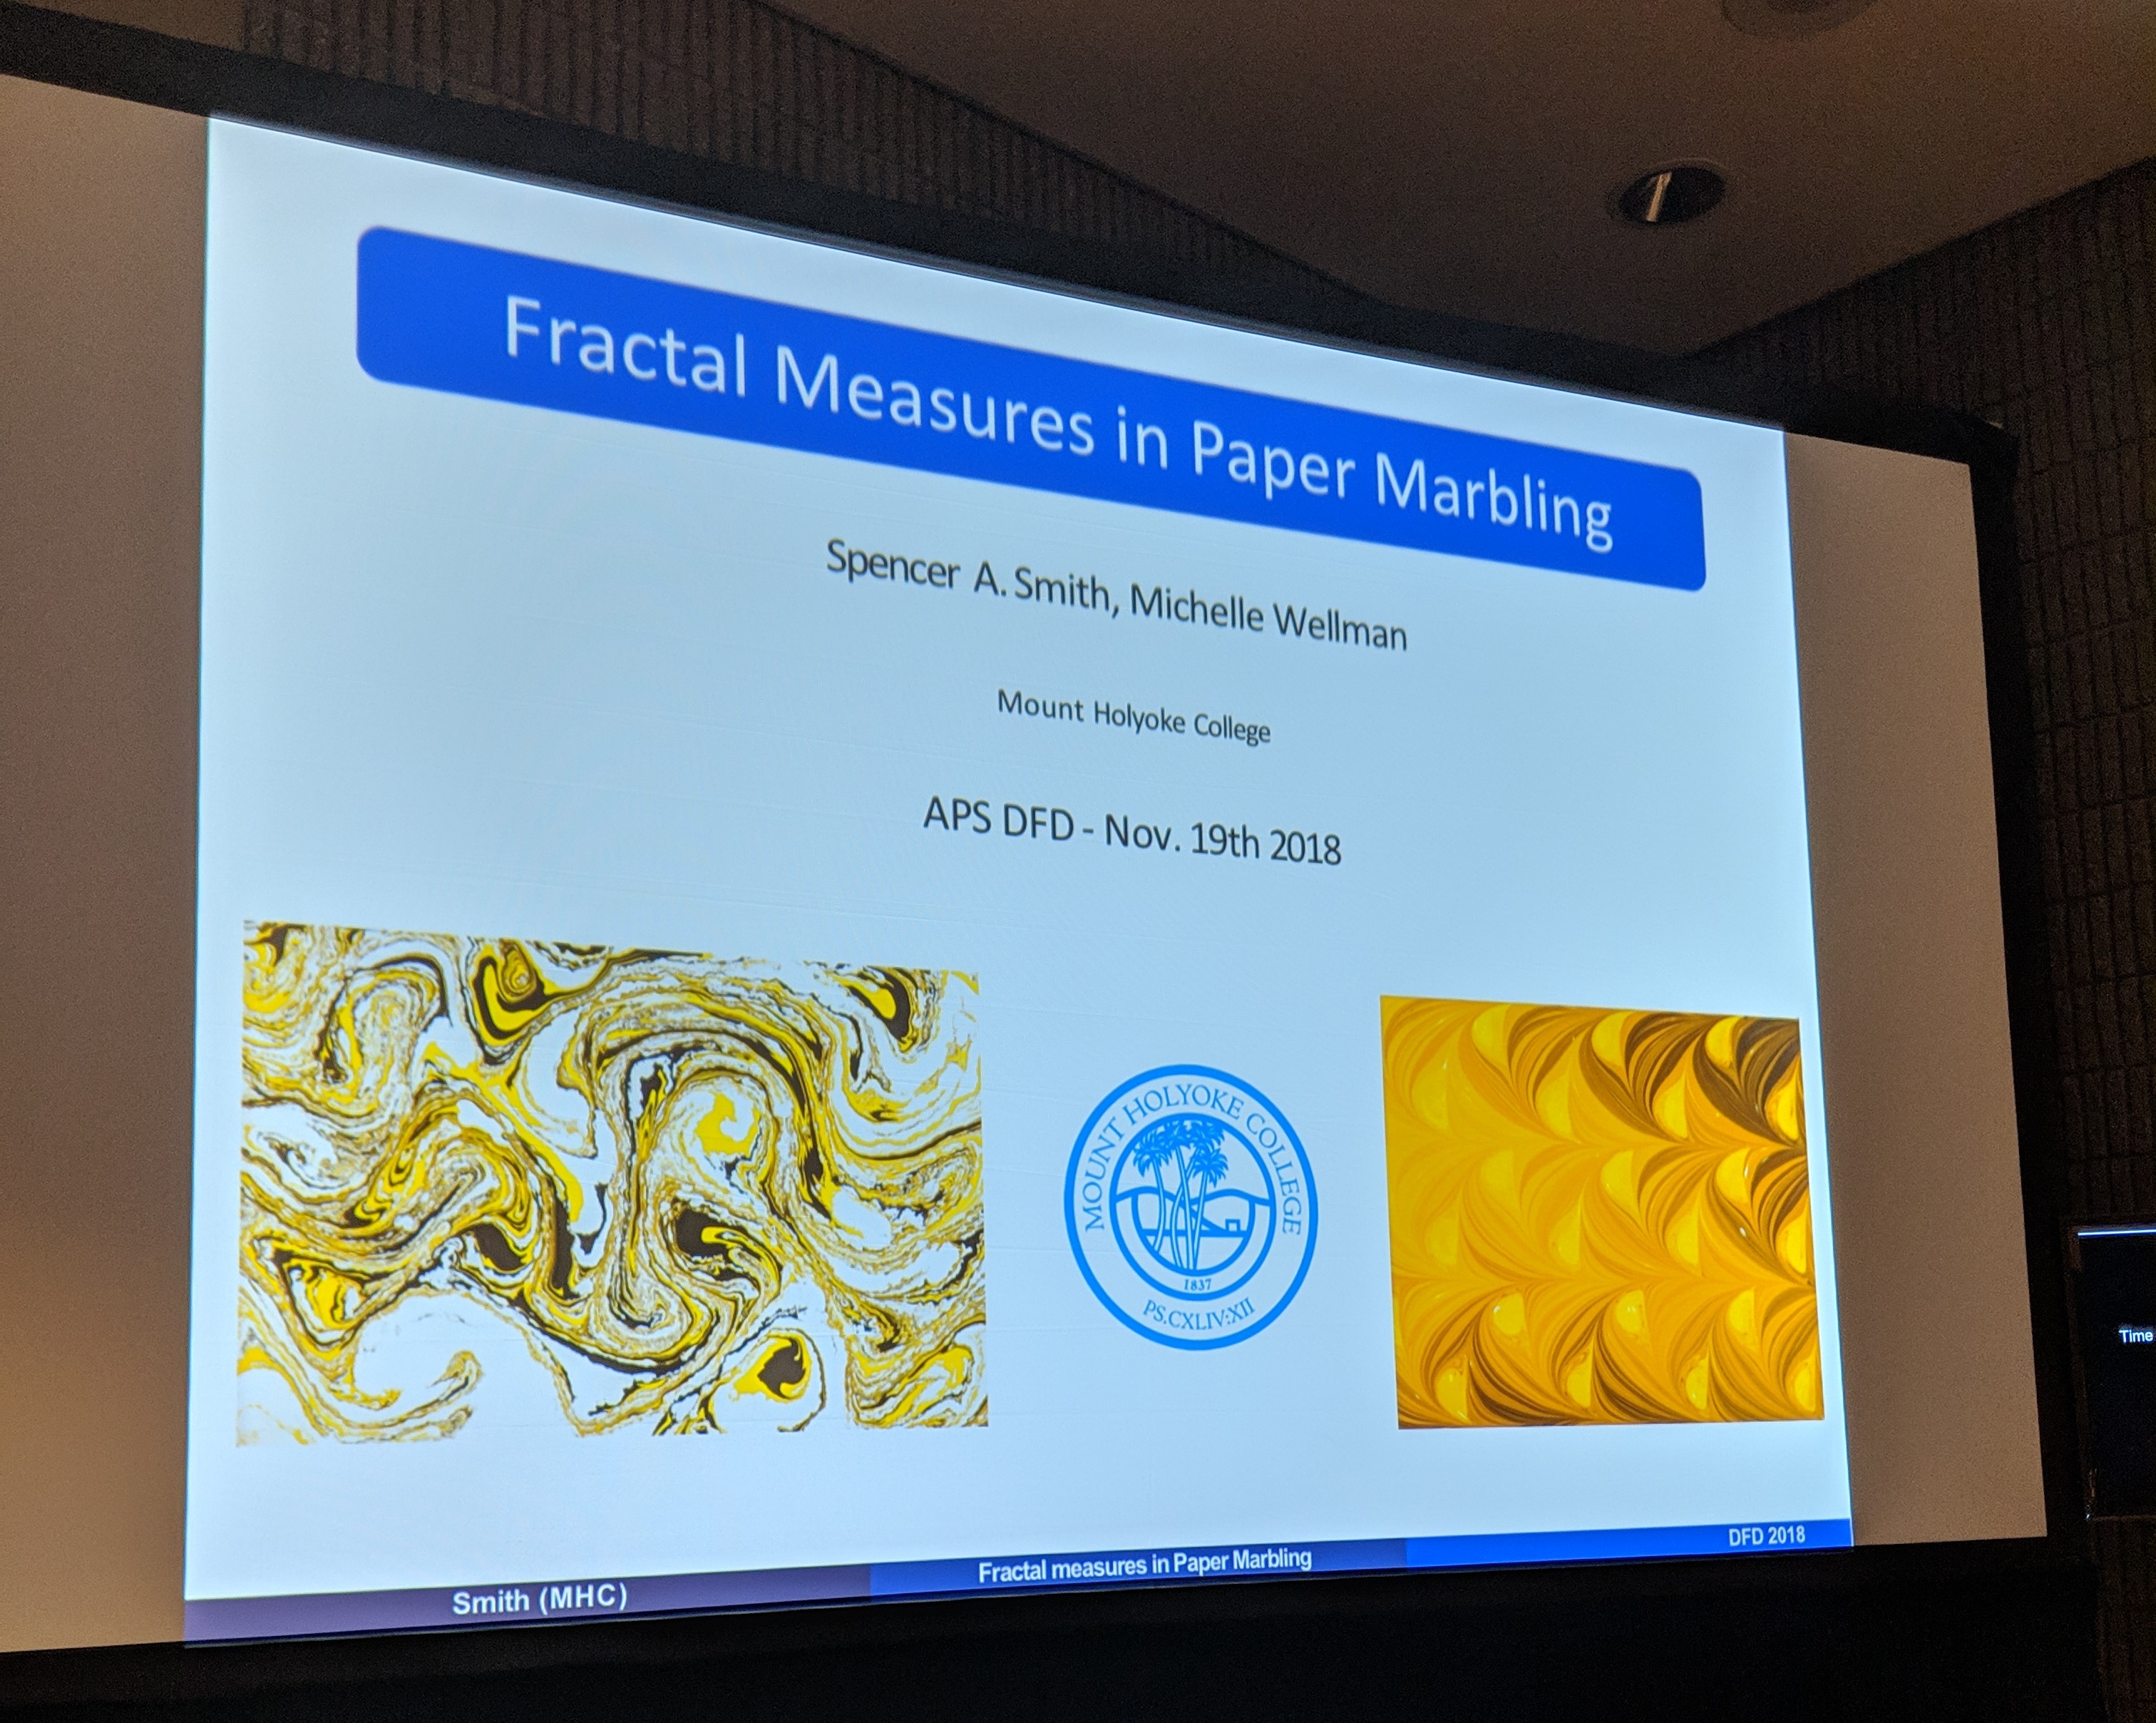 Fractal Measures in Paper Marbling
Spencer A. Smith, Michelle Wellman
Mount Holyoke College
APS DFD - Nov. 19th 2018
MOUNT HOLYOKE COLLEGE
1837
PS.CXLIV:XII
Smith (MHC)
Fractal measures in Paper Marbling
DFD 2018
Time